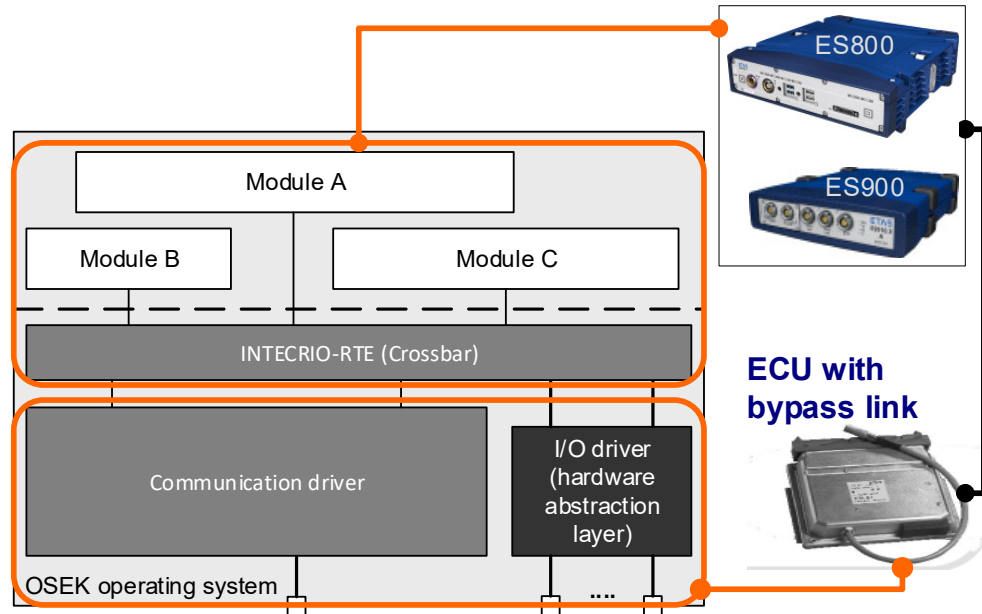 ES800
ES900
ETAS
Module A
Module B
Module C
INTECRIO-RTE (Crossbar)
ECU with
bypass link
Communication driver
I/O driver
(hardware
abstraction
layer)
OSEK operating system
....